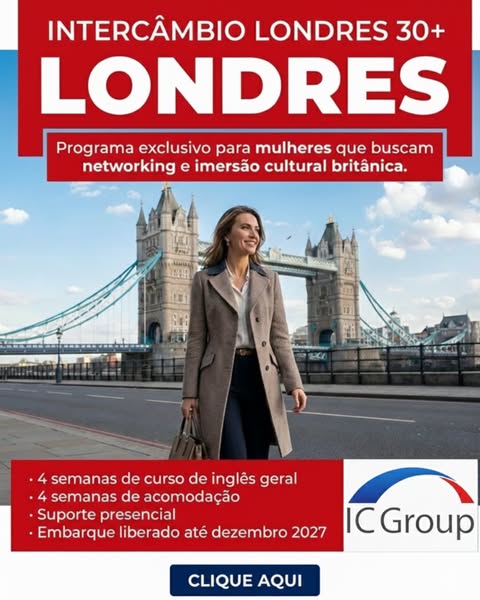 INTERCÂMBIO LONDRES 30+
LONDRES
Programa exclusivo para mulheres que buscam
networking e imersão cultural britânica.
• 4 semanas de curso de inglês geral
• 4 semanas de acomodação
• Suporte presencial
• Embarque liberado até dezembro 2027
IC Group
CLIQUE AQUI